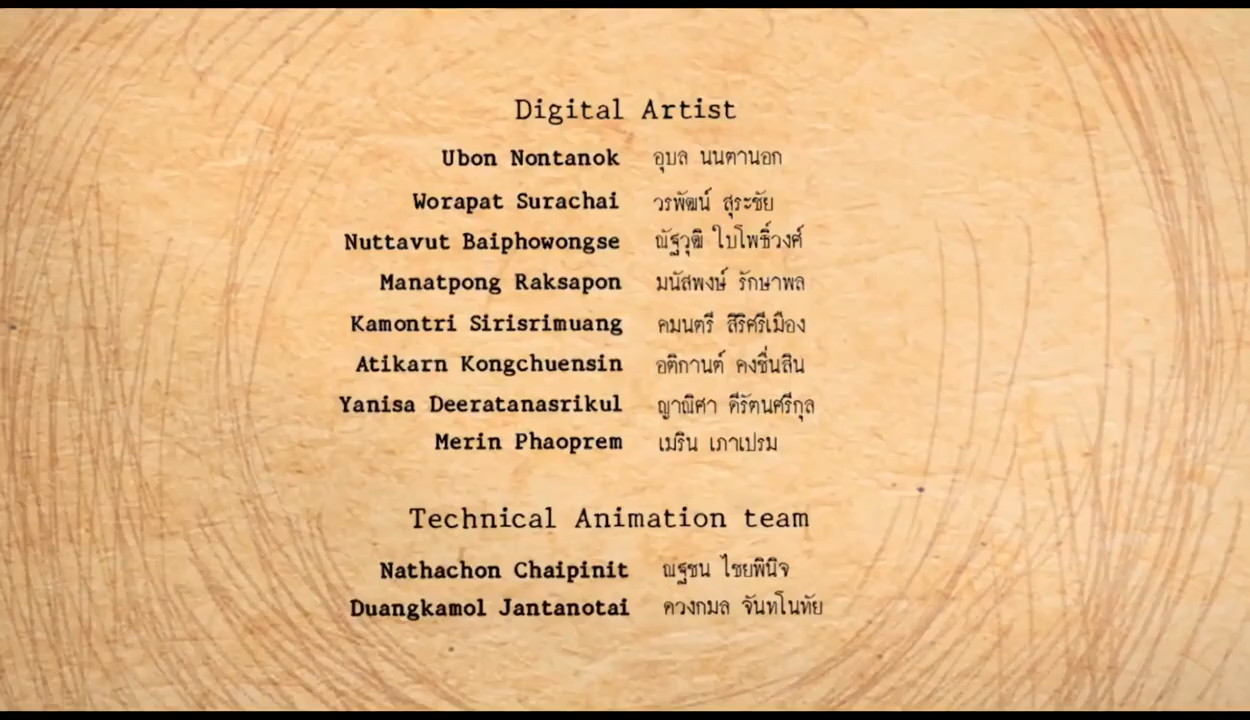 Digital Artist
Ubon Nontanok อุบล นนตานอก
Worapat Surachai วรพัฒน์ สุระชัย
Nuttavut Baiphowongse ณัฐวุฒิ ใบโพธิ์วงศ์
Manatpong Raksapon มนัสพงษ์ รักษาพล
Kamontri Sirisrimuang คมนตรี สิริศรีเมือง
Atikarn Kongchuensin อติกานต์ คงชื่นสิน
Yanisa Deeratanasrikul ญาณิศา ดีรัตนศรีกุล
Merin Phaoprem เมริน เภาเปรม
Technical Animation team
Nathachon Chaipinit ณฐชน ไชยพินิจ
Duangkamol Jantanotai ดวงกมล จันทโนทัย